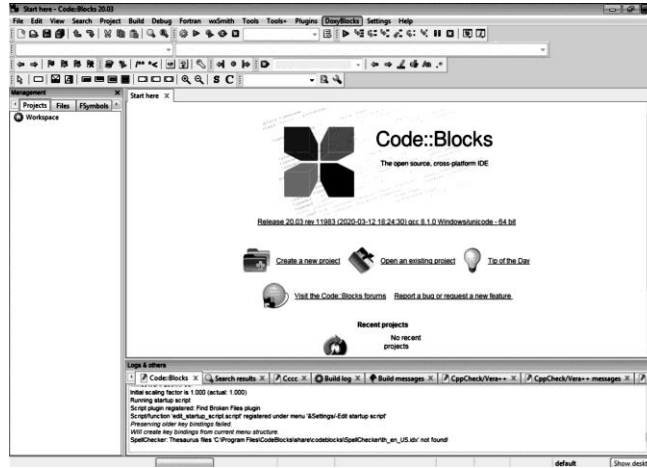 Start here - Code::Blocks 20.03
File Edit View Search Project Build Debug Fortran wxSmith Tools Tools+ Plugins DoxyBlocks Settings Help
S C
Management
Projects Files FSymbols
Workspace
Start here X
Code::Blocks
The open source, cross-platform IDE
Release 20.03 rev 11983 (2020-03-12 18:24:30) gcc 8.1.0 Windows/unicode - 64 bit
Create a new project Open an existing project Tip of the Day
Visit the Code::Blocks forums Report a bug or request a new feature
Recent projects
No recent
projects
Logs & others
Code::Blocks X Search results X Cccc X Build log X Build messages X CppCheck/Vera++ X CppCheck/Vera++ messages X
Initial scaling factor is 1.000 (actual: 1.000)
Running startup script
Script plugin registered: Find Broken Files plugin
Script/function 'edit_startup_script.script' registered under menu '&Settings/-Edit startup script'
Preserving older key bindings failed.
Will create key bindings from current menu structure.
SpellChecker: Thesaurus files 'C:\Program Files\CodeBlocks\share\codeblocks\SpellChecker\th_en_US.idx' not found!
default Show desk